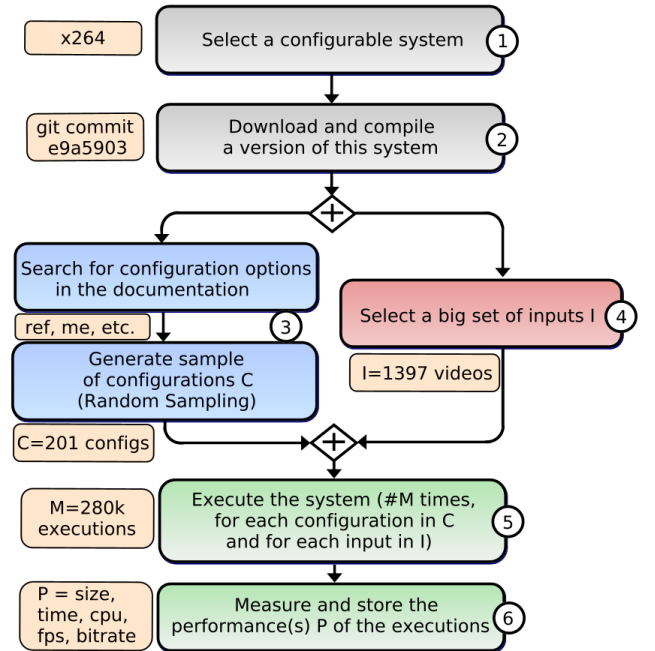 x264
Select a configurable system
1
git commit
e9a5903
Download and compile
a version of this system
2
Search for configuration options
in the documentation
ref, me, etc.
3
Generate sample
of configurations C
(Random Sampling)
C=201 configs
Select a big set of inputs I
4
I=1397 videos
M=280k
executions
Execute the system (#M times,
for each configuration in C
and for each input in I)
5
P = size,
time, cpu,
fps, bitrate
Measure and store the
performance(s) P of the executions
6